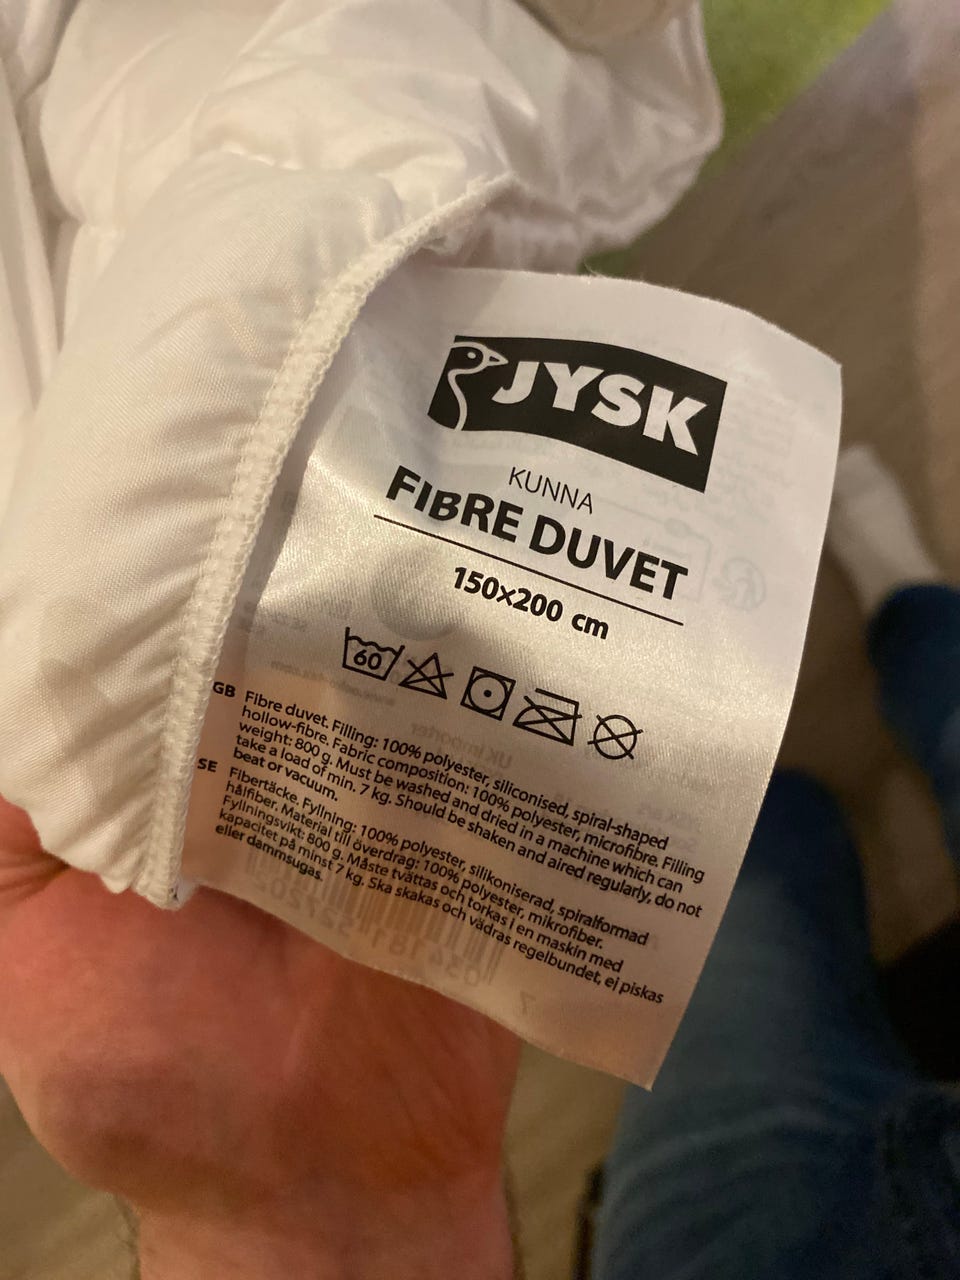 JYSK
KUNNA
FIBRE DUVET
150x200 cm
60
GB Fibre duvet. Filling: 100% polyester, siliconised, spiral-shaped
hollow-fibre. Fabric composition: 100% polyester, microfibre. Filling
weight: 800 g. Must be washed and dried in a machine which can
take a load of min. 7 kg. Should be shaken and aired regularly, do not
beat or vacuum.
SE Fibertäcke. Fyllning: 100% polyester, silikoniserad, spiralformad
hålfiber. Material till överdrag: 100% polyester, mikrofiber.
Fyllningsvikt: 800 g. Måste tvättas och torkas i en maskin med
kapacitet på minst 7 kg. Ska skakas och vädras regelbundet, ej piskas
eller dammsugas.